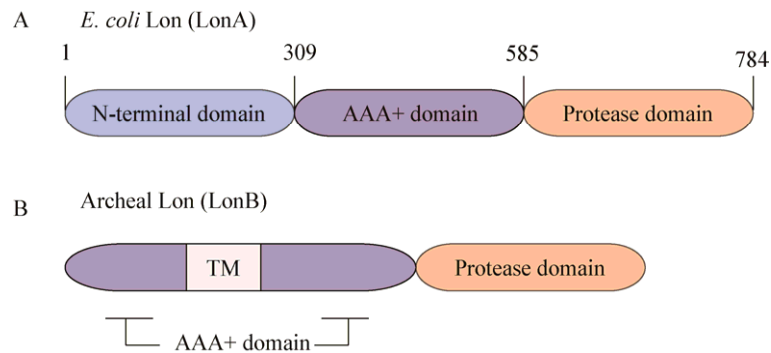 A
E. coli Lon (LonA)
1 309 585 784
N-terminal domain AAA+ domain Protease domain
B
Archeal Lon (LonB)
TM Protease domain
AAA+ domain